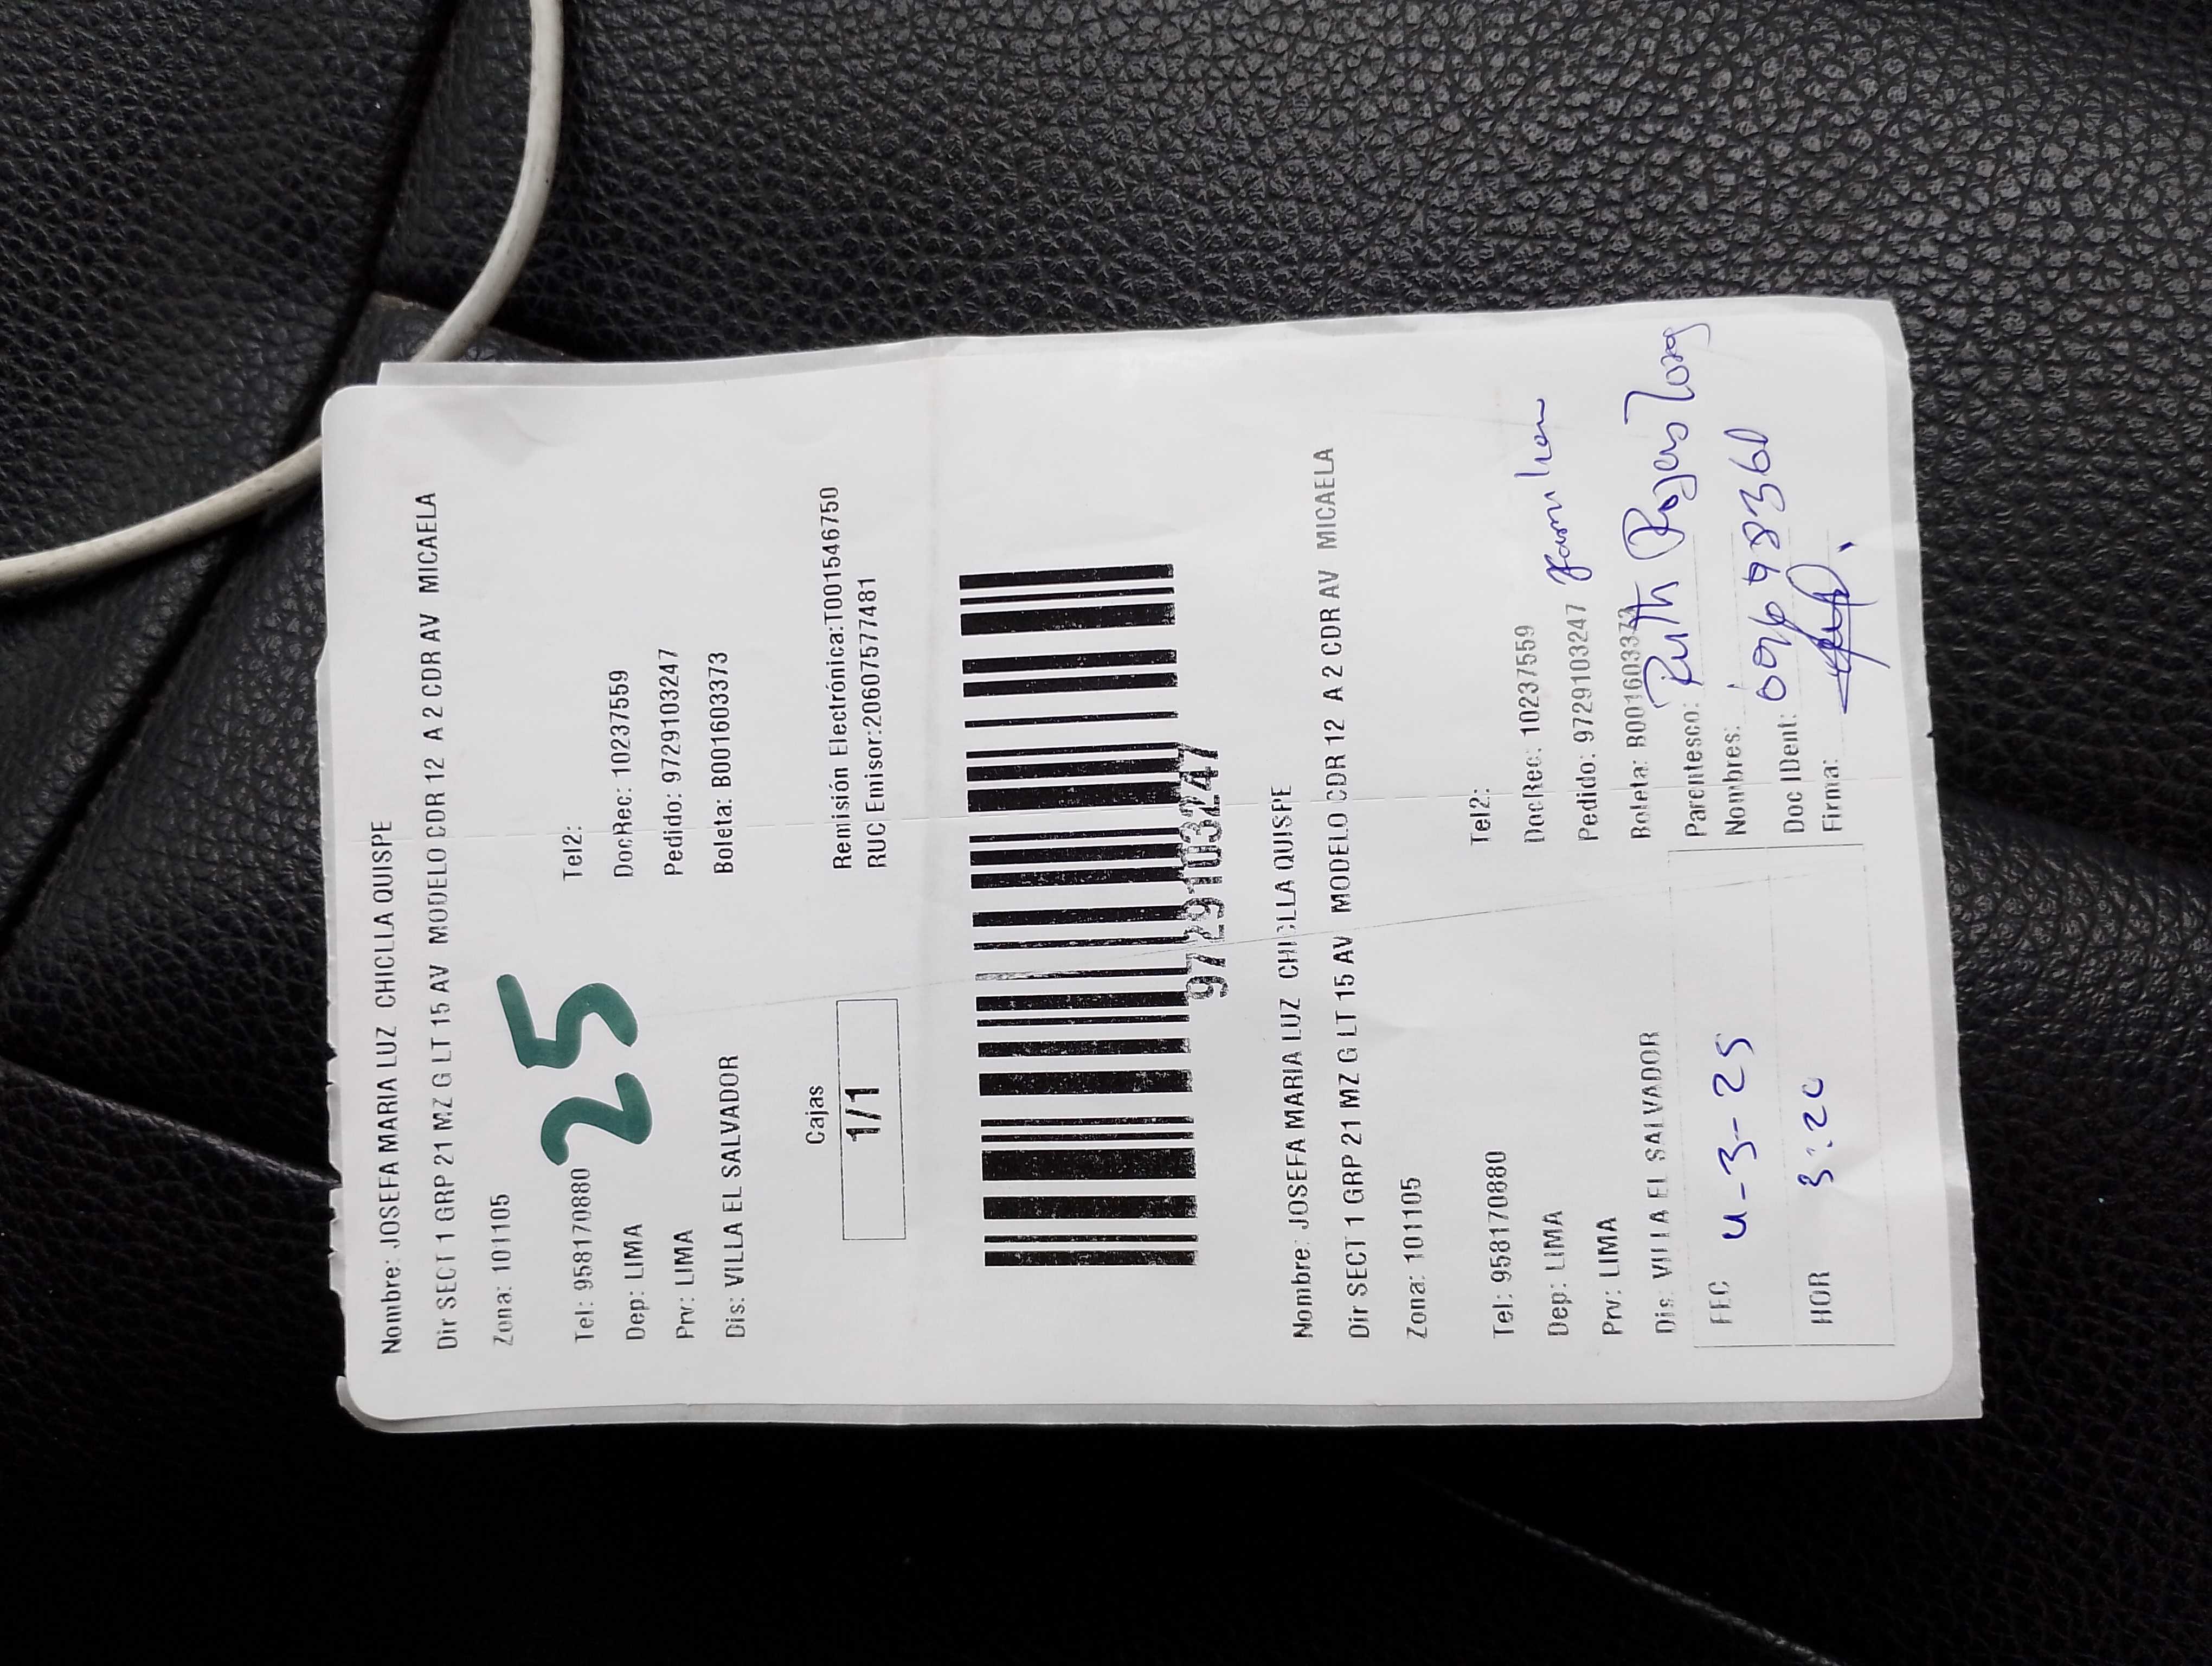 Nombre: JOSEFA MARIA LUZ CHICLLA QUISPE
Dir SECT 1 GRP 21 MZ G LT 15 AV MODELO CDR 12 A 2 CDR AV MICAELA
Zona: 101105
25
Tel: 958170880 Tel2:
Dep: LIMA DocRec: 10237559
Prv: LIMA Pedido: 9729103247
Dis: VILLA EL SALVADOR Boleta: B001603373
Cajas
1/1
Remisión Electrónica:T001546750
RUC Emisor:20607577481
9729103247
Nombre: JOSEFA MARIA LUZ CHICLLA QUISPE
Dir SECT 1 GRP 21 MZ G LT 15 AV MODELO CDR 12 A 2 CDR AV MICAELA
Zona: 101105
Tel: 958170880 Tel2:
Dep: LIMA DocRec: 10237559
Prv: LIMA Pedido: 9729103247
Dis: VILLA EL SALVADOR Boleta: B001603373
Parentesco:
FEC 4-3-25 Nombres: Ruth Rojas
Doc IDent: 09698360
HOR 3:20 Firma: